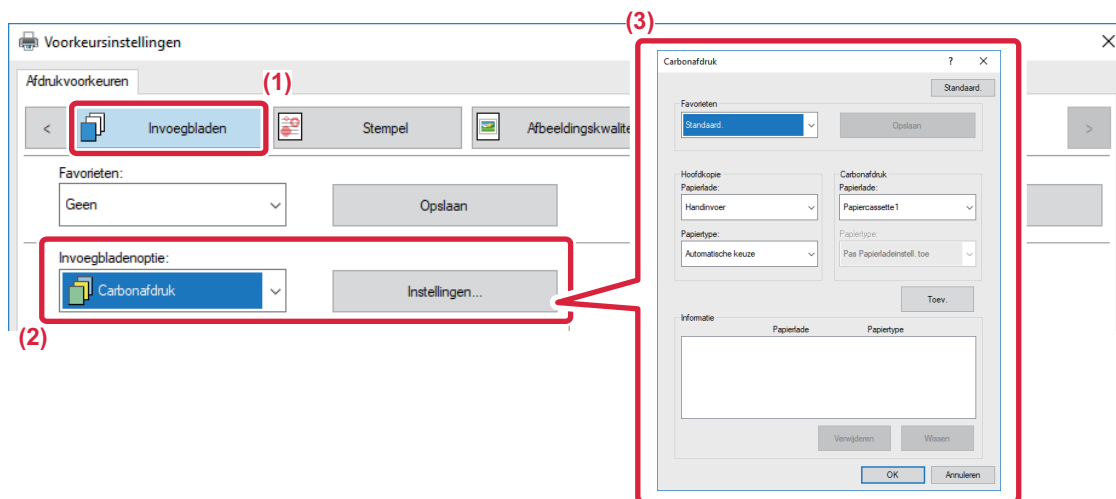 (3)
Voorkeursinstellingen
Afdrukvoorkeuren
(1)
<
Invoegbladen
Stempel
Afbeeldingskwalite
>
Favorieten:
Geen
Opslaan
Invoegbladenoptie:
Carbonafdruk
Instellingen...
(2)
Carbonafdruk
?
Standaard.
Favorieten
Standaard.
Opslaan
Hoofdkopie
Carbonafdruk
Papierlade:
Papierlade:
Handinvoer
Papiercassette1
Papiertype:
Papiertype:
Automatische keuze
Pas Papierladeinstell. toe
Toev.
Informatie
Papierlade
Papiertype
Verwijderen
Wissen
OK
Annuleren